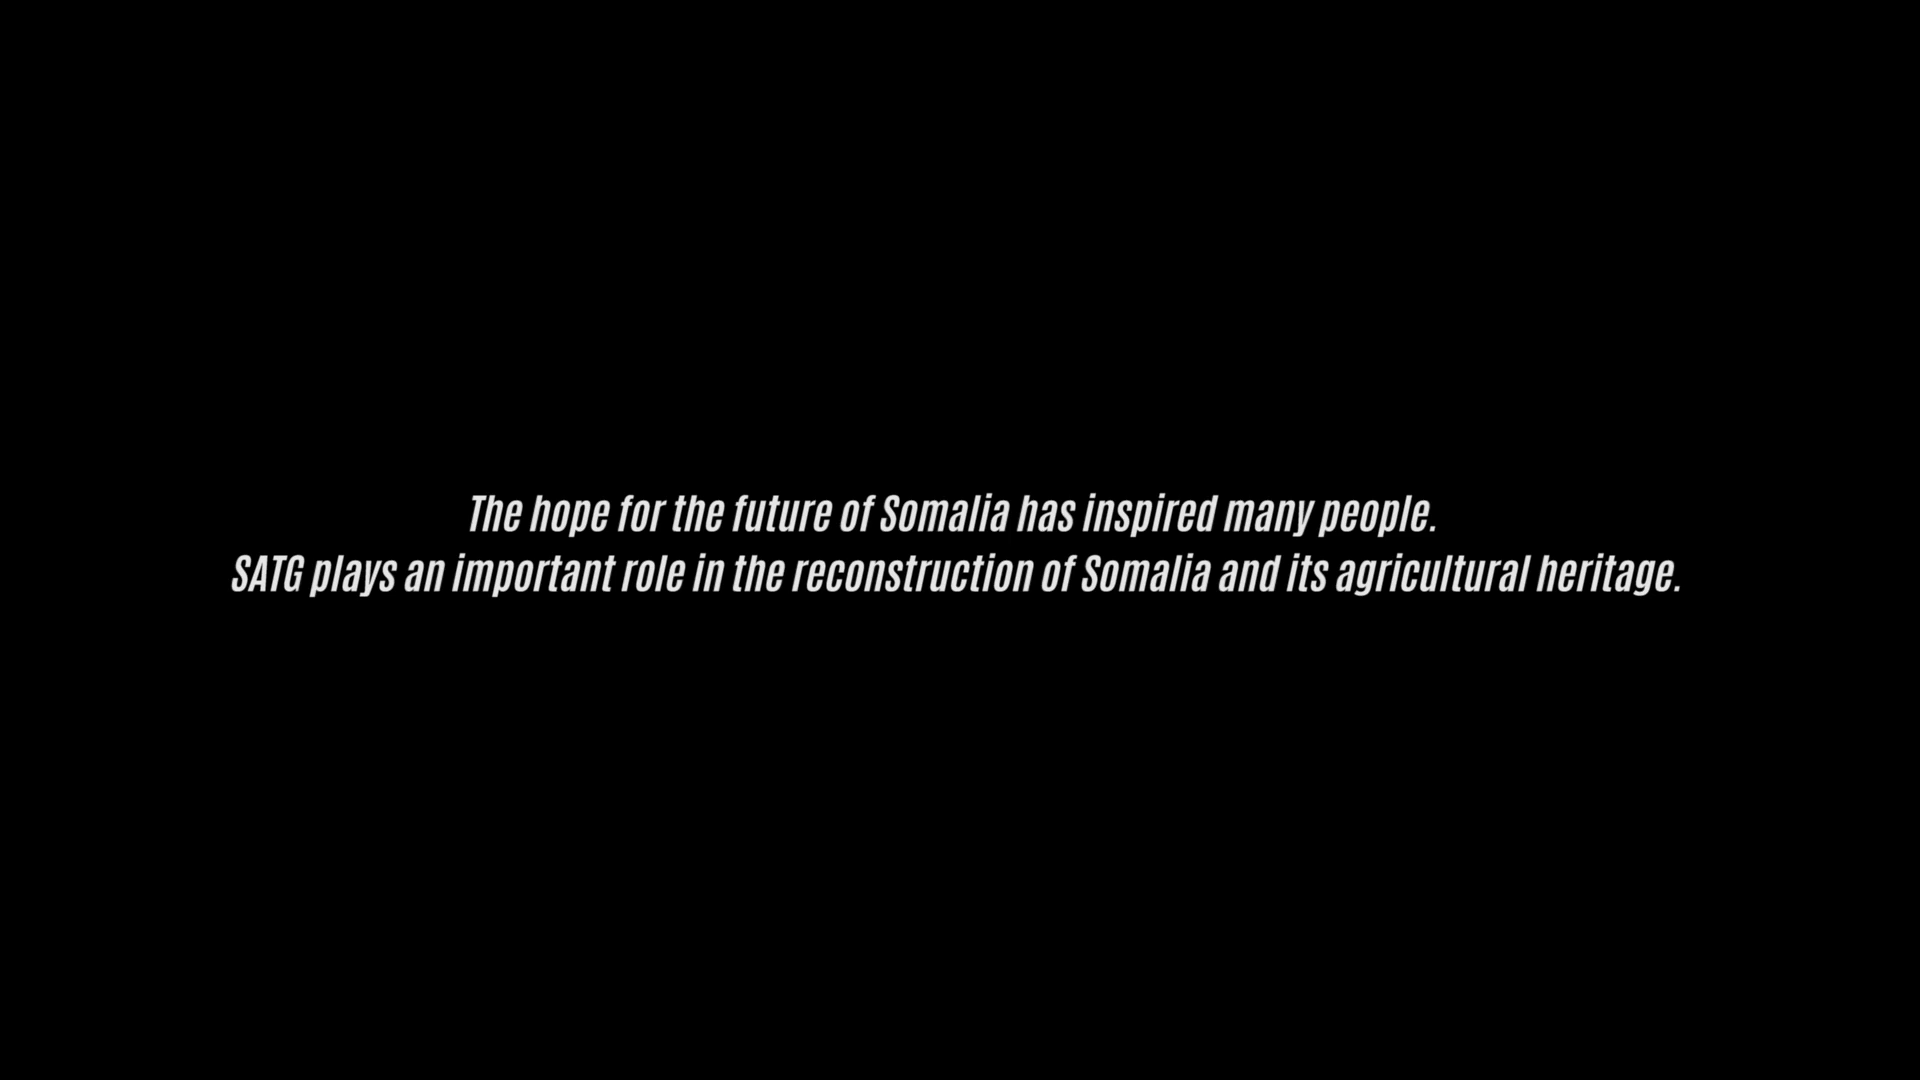 The hope for the future of Somalia has inspired many people.
SATG plays an important role in the reconstruction of Somalia and its agricultural heritage.